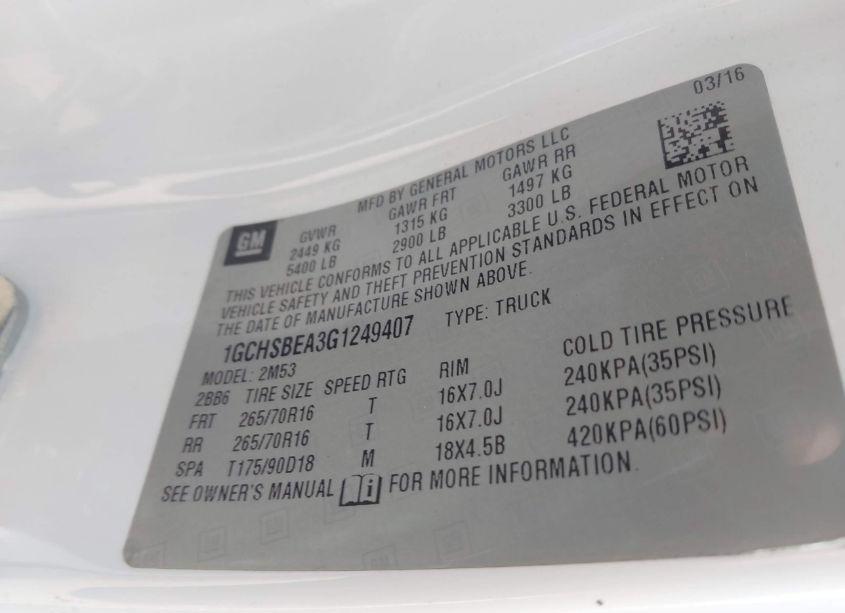 03/16
GM
MFD BY GENERAL MOTORS LLC
GVWR GAWR FRT GAWR RR
2449 KG 1315 KG 1497 KG
5400 LB 2900 LB 3300 LB
THIS VEHICLE CONFORMS TO ALL APPLICABLE U.S. FEDERAL MOTOR
VEHICLE SAFETY AND THEFT PREVENTION STANDARDS IN EFFECT ON
THE DATE OF MANUFACTURE SHOWN ABOVE.
1GCHSBEA3G1249407 TYPE: TRUCK
MODEL: 2M53
2BB6 TIRE SIZE SPEED RTG RIM COLD TIRE PRESSURE
FRT 265/70R16 T 16X7.0J 240KPA(35PSI)
RR 265/70R16 T 16X7.0J 240KPA(35PSI)
SPA T175/90D18 M 18X4.5B 420KPA(60PSI)
SEE OWNER'S MANUAL i FOR MORE INFORMATION.